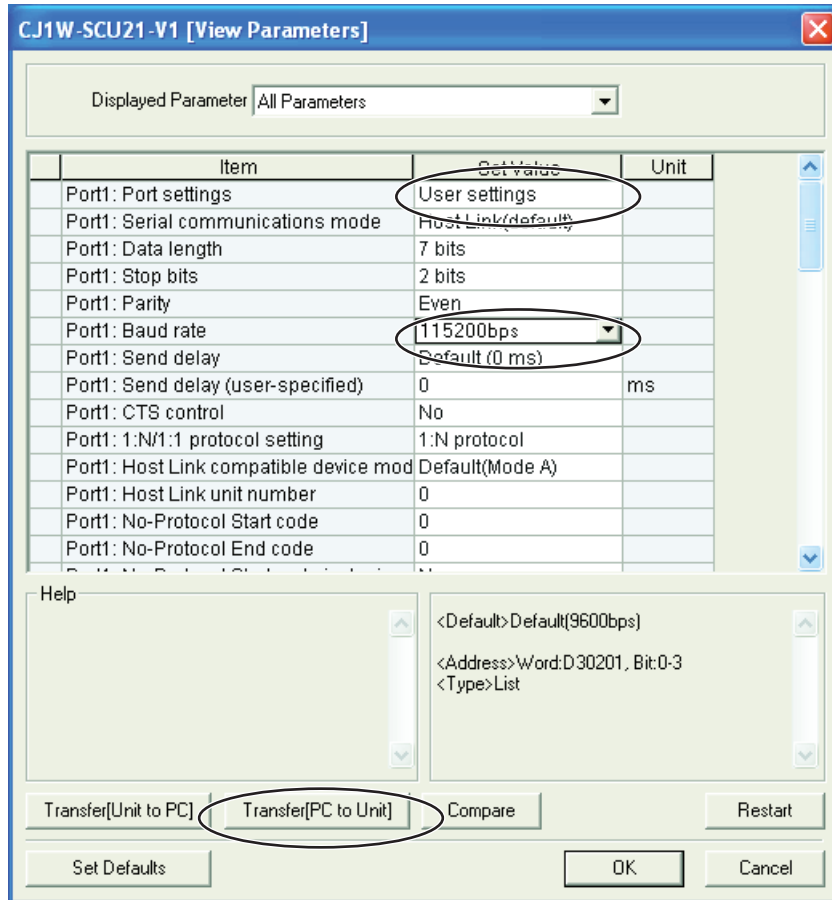 CJ1W-SCU21-V1 [View Parameters]
Displayed Parameter All Parameters
Item Set Value Unit
Port1: Port settings User settings
Port1: Serial communications mode Host Link(default)
Port1: Data length 7 bits
Port1: Stop bits 2 bits
Port1: Parity Even
Port1: Baud rate 115200bps
Port1: Send delay Default (0 ms)
Port1: Send delay (user-specified) 0 ms
Port1: CTS control No
Port1: 1:N/1:1 protocol setting 1:N protocol
Port1: Host Link compatible device mod Default(Mode A)
Port1: Host Link unit number 0
Port1: No-Protocol Start code 0
Port1: No-Protocol End code 0
Help
<Default>Default(9600bps)
<Address>Word:D30201, Bit:0-3
<Type>List
Transfer[Unit to PC] Transfer[PC to Unit] Compare Restart
Set Defaults OK Cancel